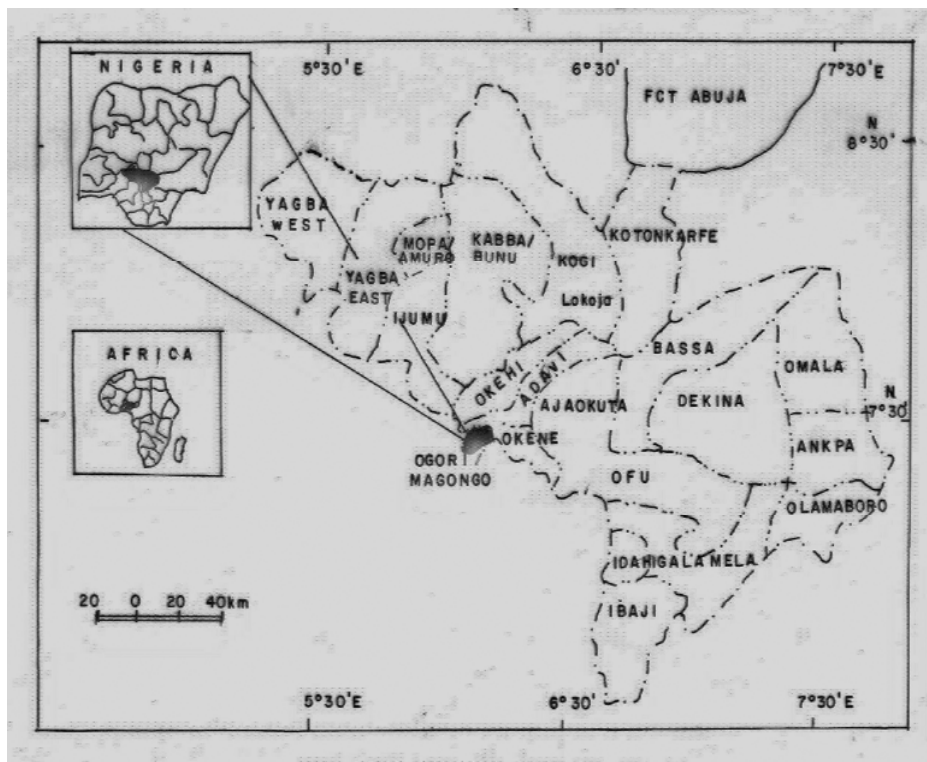 NIGERIA
5°30'
6°30'
7°30'E
FCT ABUJA
N
8°30'
YAGBA
WEST
MOPA/
AMURO
KABBA/
BUNU
KOTONKARFE
KOGI
YAGBA
EAST
Lokoja
IJUMU
AFRICA
BASSA
OMALA
OKEHI
ADAVI
AJAOKUTA
DEKINA
N
7°30'
OKENE
ANKPA
OGORI
MAGONGO
OFU
OLAMABORO
IDAHIGALAMELA
20 0 20 40km
IBAJI
5°30'E
6°30'
7°30'E